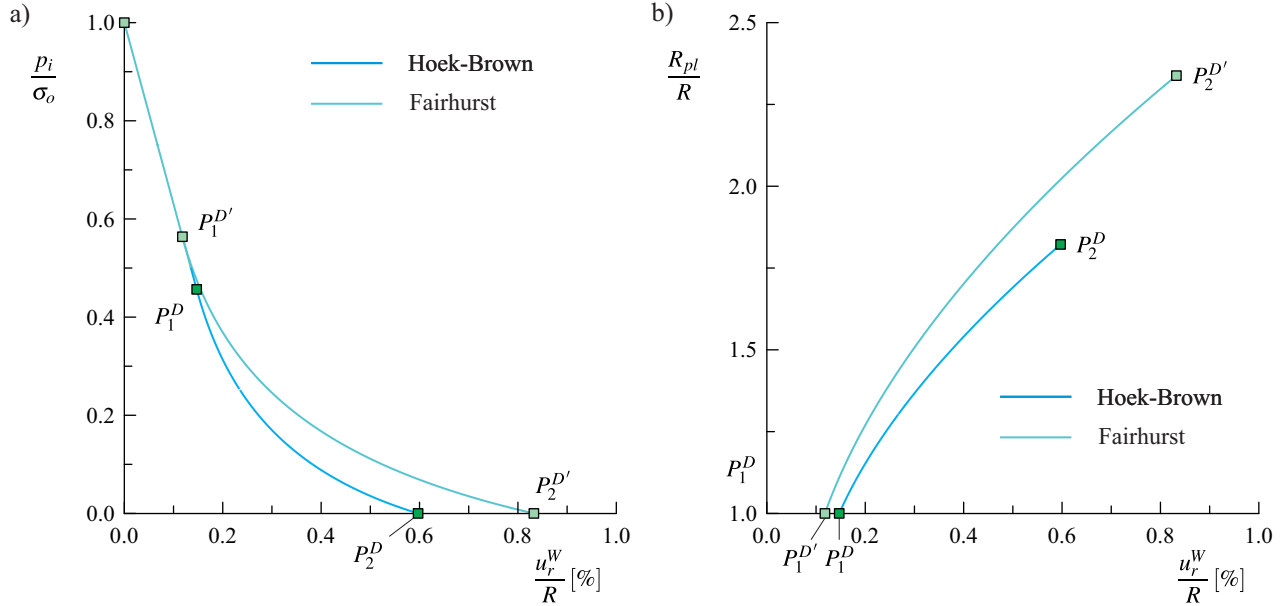 a)
p_i/σ_o
1.0
0.8
0.6
0.4
0.2
0.0
Hoek-Brown
Fairhurst
P_1^{D'}
P_1^D
P_2^{D'}
P_2^D
0.0 0.2 0.4 0.6 0.8 1.0
u_r^W/R [%]
b)
R_{pl}/R
2.5
2.0
1.5
1.0
P_2^{D'}
P_2^D
Hoek-Brown
Fairhurst
P_1^D
P_1^{D'} P_1^D
0.0 0.2 0.4 0.6 0.8 1.0
u_r^W/R [%]